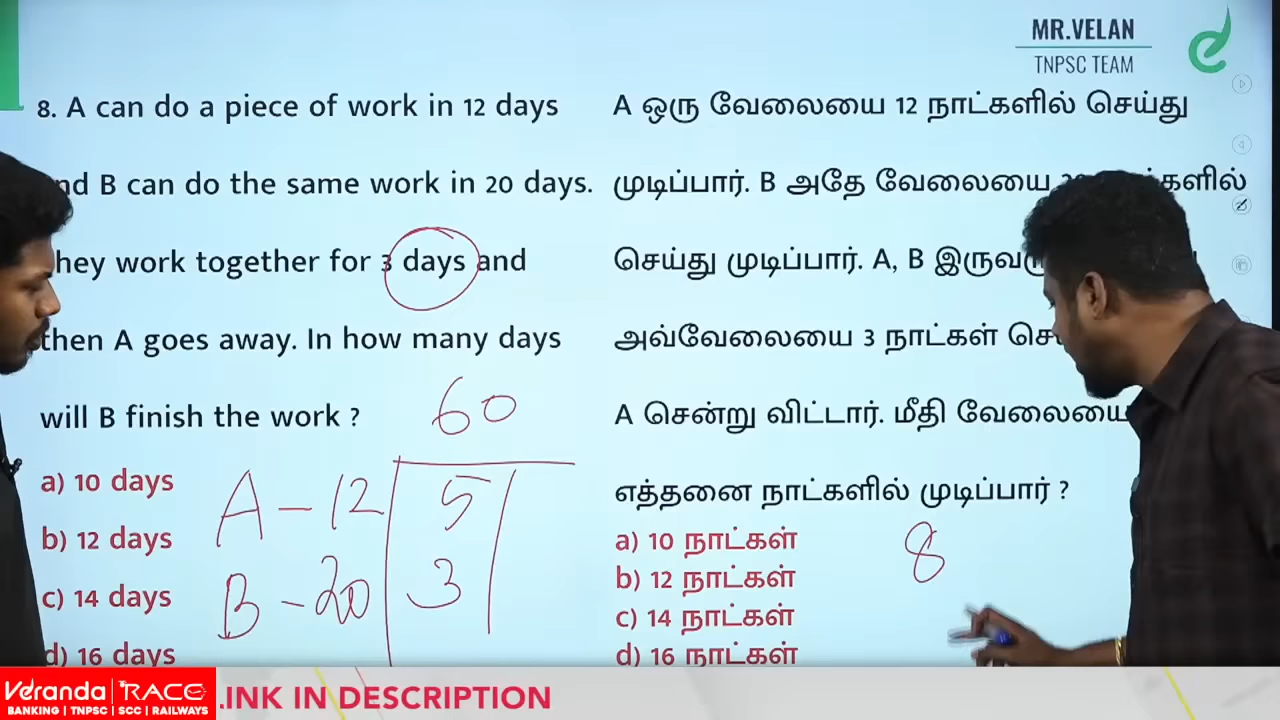 MR.VELAN
TNPSC TEAM
8. A can do a piece of work in 12 days
nd B can do the same work in 20 days.
hey work together for 3 days and
then A goes away. In how many days
will B finish the work ?
a) 10 days
b) 12 days
c) 14 days
d) 16 days
60
A - 12 5
B - 20 3
A ஒரு வேலையை 12 நாட்களில் செய்து
முடிப்பார். B அதே வேலையை
செய்து முடிப்பார். A, B
அவ்வேலையை 3 நாட்கள்
A சென்று விட்டார். மீதி வேலையை
எத்தனை நாட்களில் முடிப்பார் ?
a) 10 நாட்கள்
b) 12 நாட்கள்
c) 14 நாட்கள்
d) 16 நாட்கள்
8
Veranda RACE
BANKING | TNPSC | SCC | RAILWAYS
LINK IN DESCRIPTION